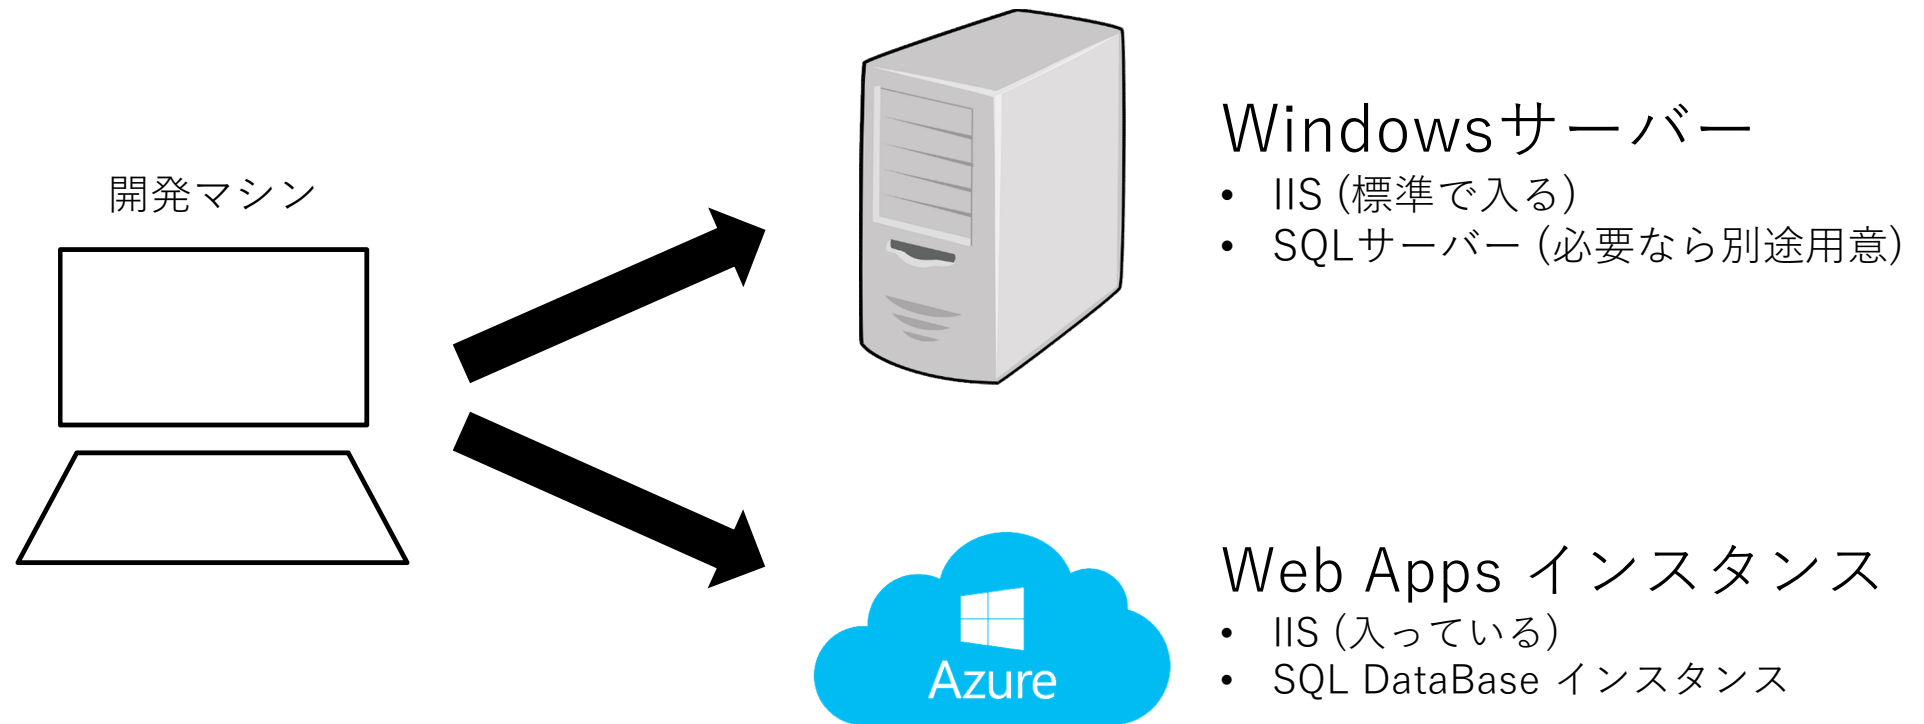 開発マシン
Windowsサーバー
• IIS (標準で入る)
• SQLサーバー (必要なら別途用意)
Azure
Web Apps インスタンス
• IIS (入っている)
• SQL DataBase インスタンス